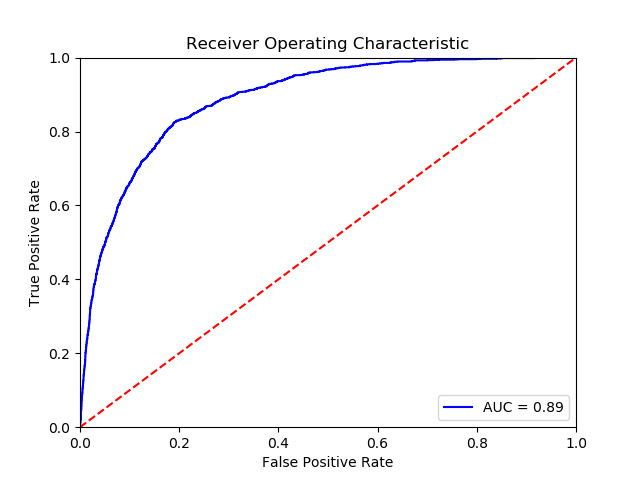 Receiver Operating Characteristic
1.0
0.8
0.6
0.4
0.2
0.0
True Positive Rate
AUC = 0.89
0.0 0.2 0.4 0.6 0.8 1.0
False Positive Rate